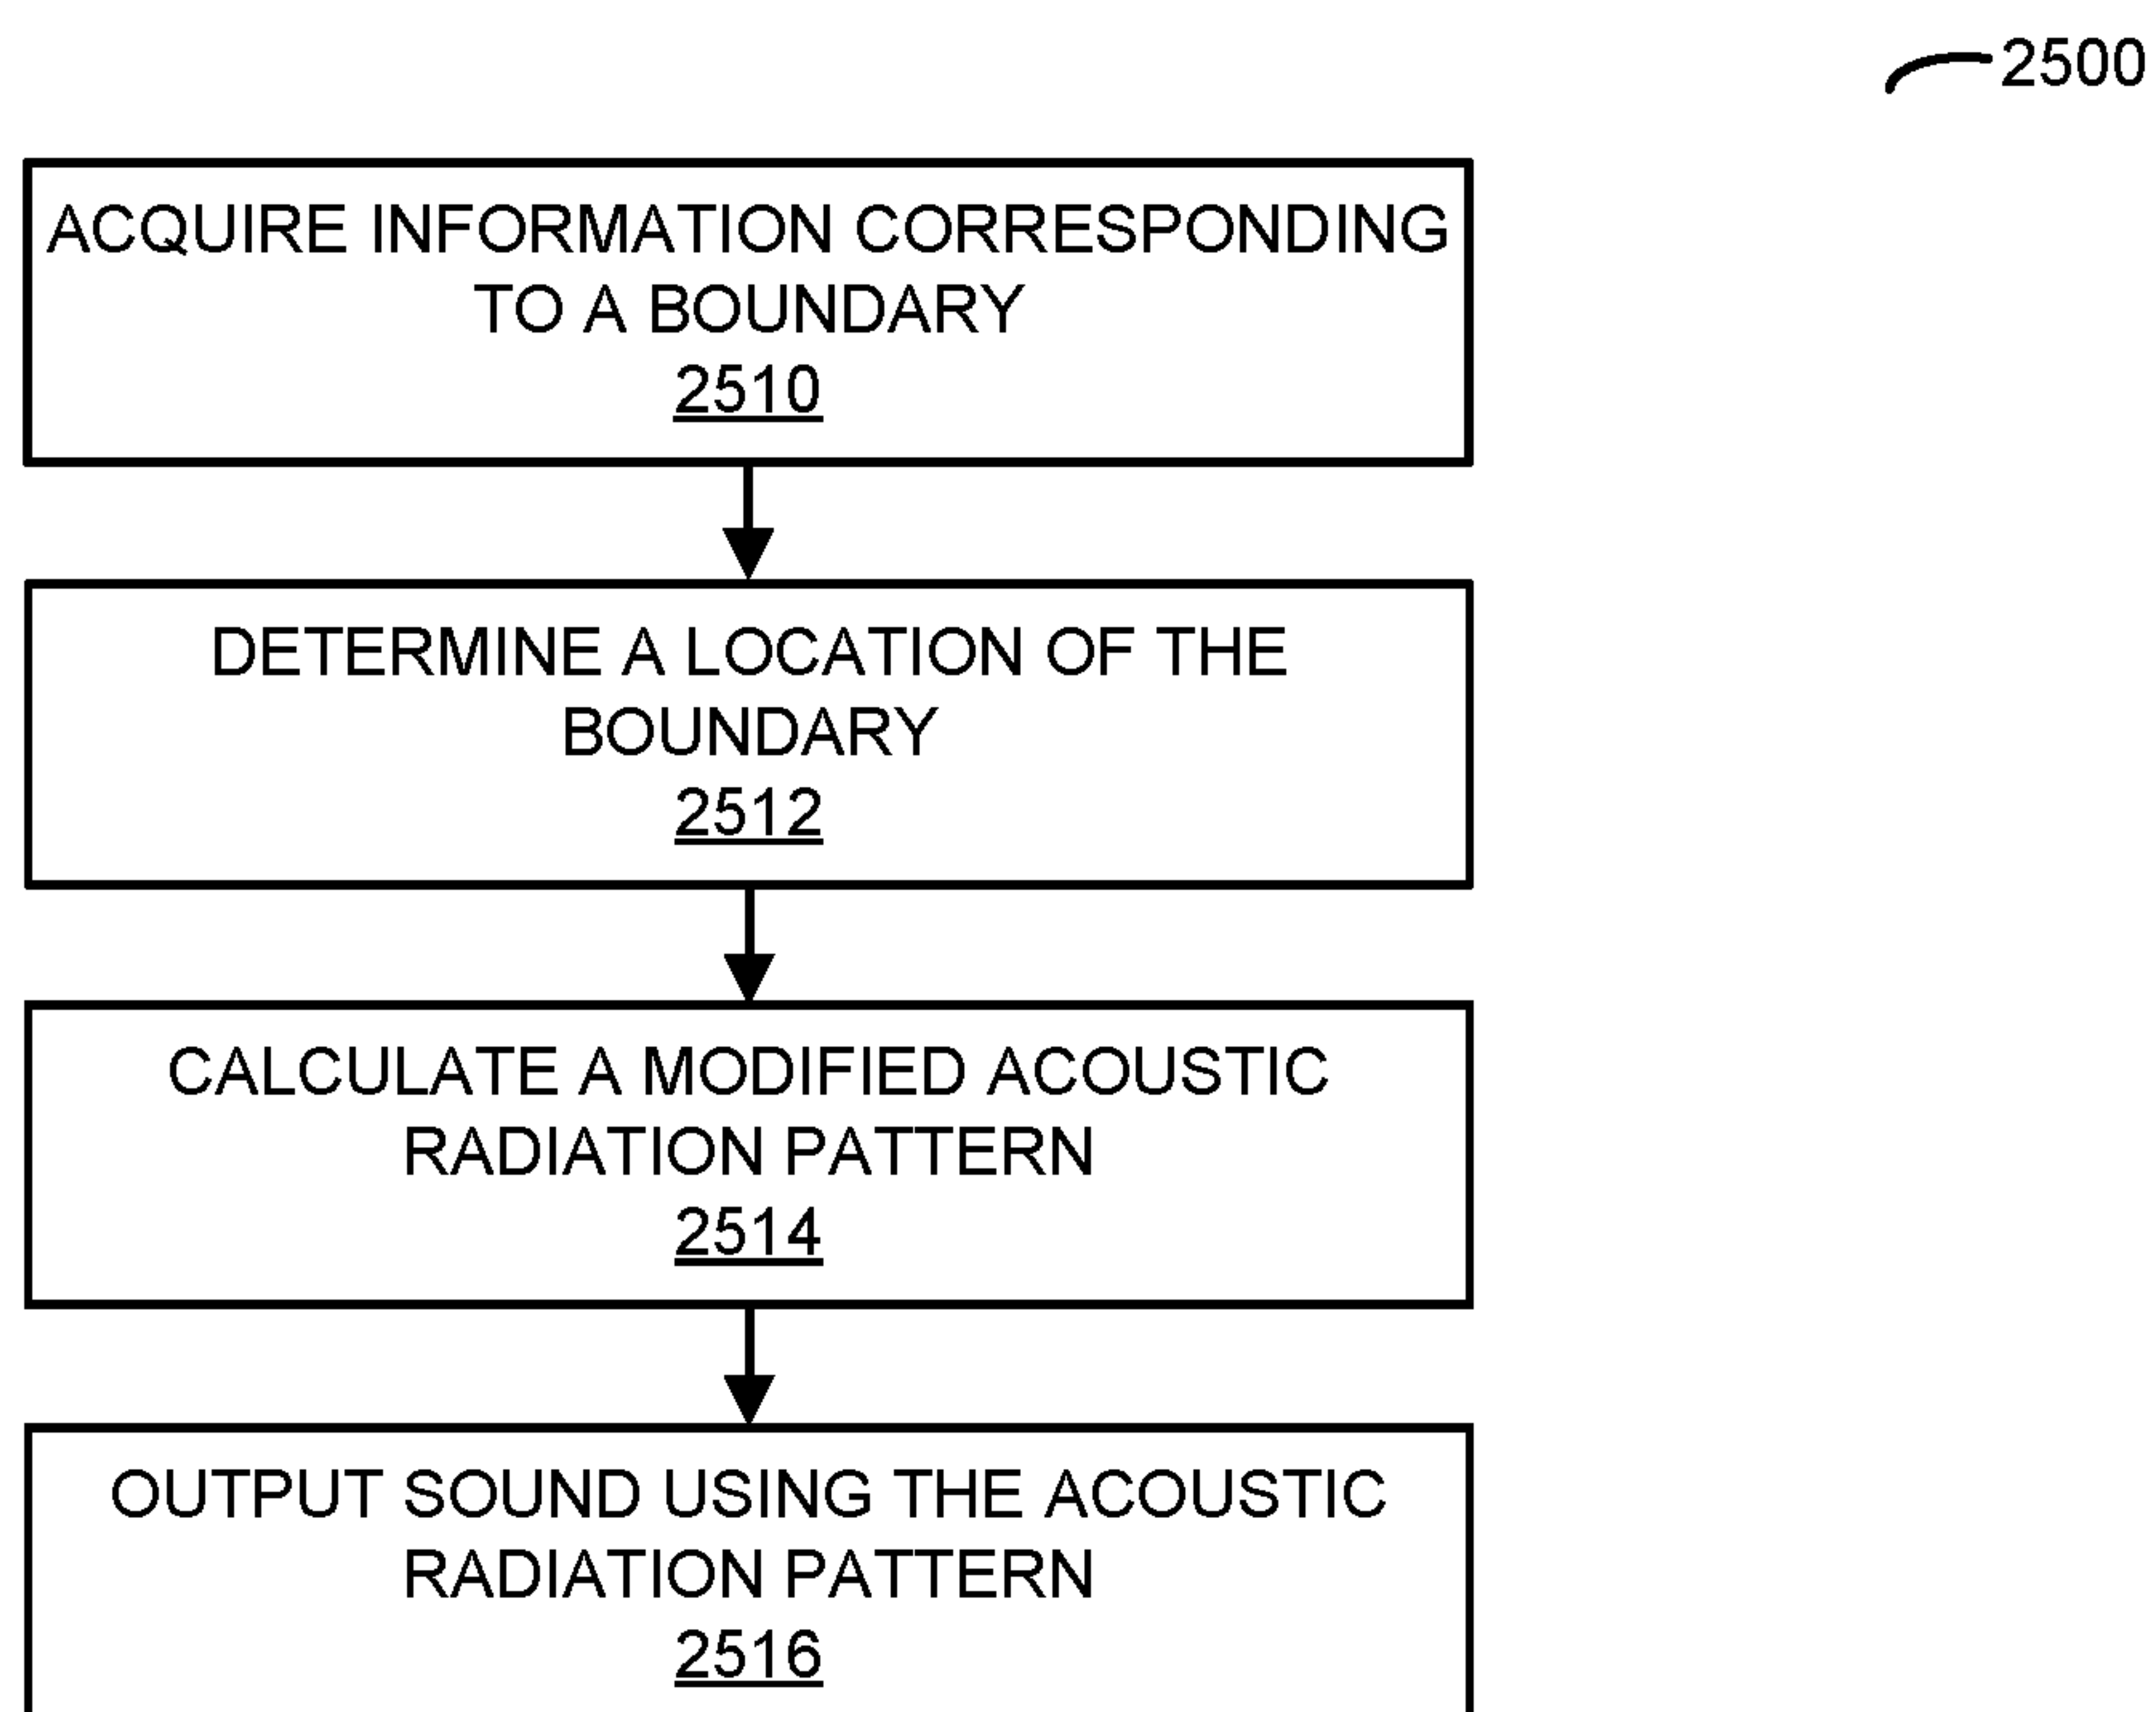 2500
ACQUIRE INFORMATION CORRESPONDING
TO A BOUNDARY
2510
DETERMINE A LOCATION OF THE
BOUNDARY
2512
CALCULATE A MODIFIED ACOUSTIC
RADIATION PATTERN
2514
OUTPUT SOUND USING THE ACOUSTIC
RADIATION PATTERN
2516